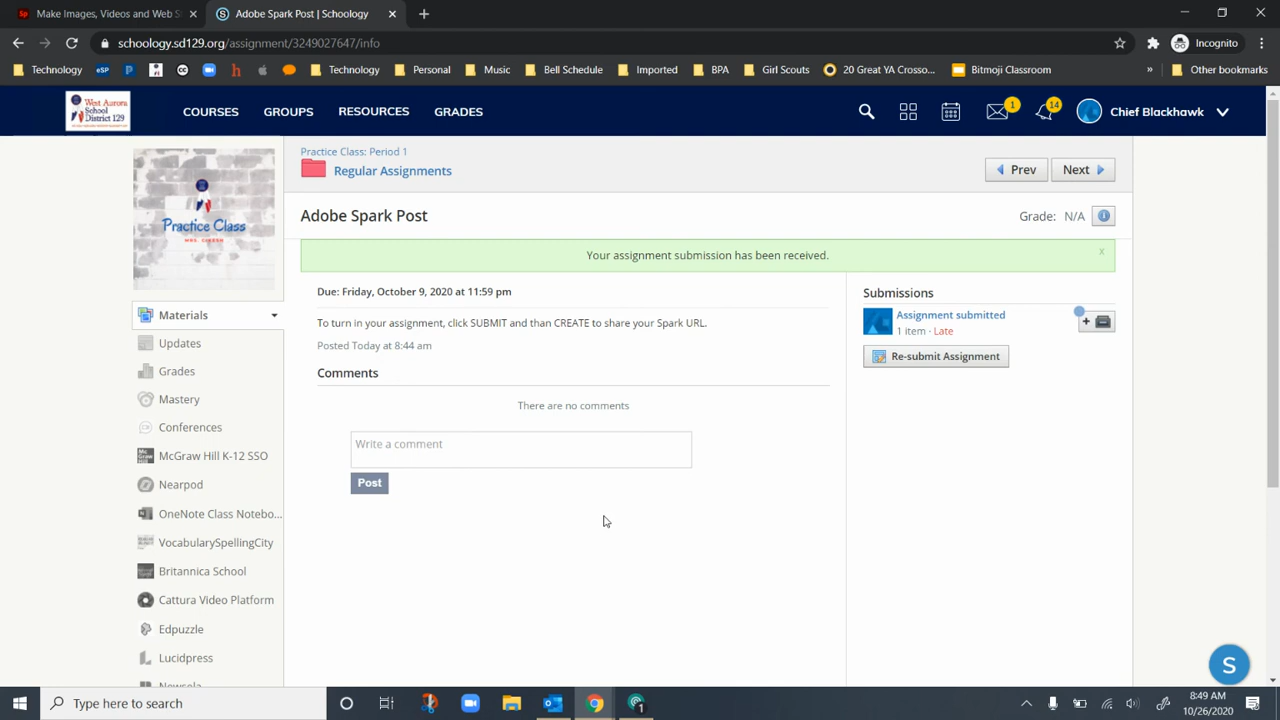 Make Images, Videos and Web S
Adobe Spark Post | Schoology
schoology.sd129.org/assignment/3249027647/info
Incognito
Technology
eSP
Technology
Personal
Music
Bell Schedule
Imported
BPA
Girl Scouts
20 Great YA Crosso...
Bitmoji Classroom
Other bookmarks
West Aurora
School
District 129
COURSES
GROUPS
RESOURCES
GRADES
1
14
Chief Blackhawk
Practice Class: Period 1
Regular Assignments
Prev
Next
Practice Class
Adobe Spark Post
Grade: N/A
Your assignment submission has been received.
x
Due: Friday, October 9, 2020 at 11:59 pm
To turn in your assignment, click SUBMIT and than CREATE to share your Spark URL.
Posted Today at 8:44 am
Comments
There are no comments
Write a comment
Post
Submissions
Assignment submitted
1 item · Late
Re-submit Assignment
Materials
Updates
Grades
Mastery
Conferences
McGraw Hill K-12 SSO
Nearpod
OneNote Class Notebo...
VocabularySpellingCity
Britannica School
Cattura Video Platform
Edpuzzle
Lucidpress
Newsela
S
Type here to search
8:49 AM
10/26/2020